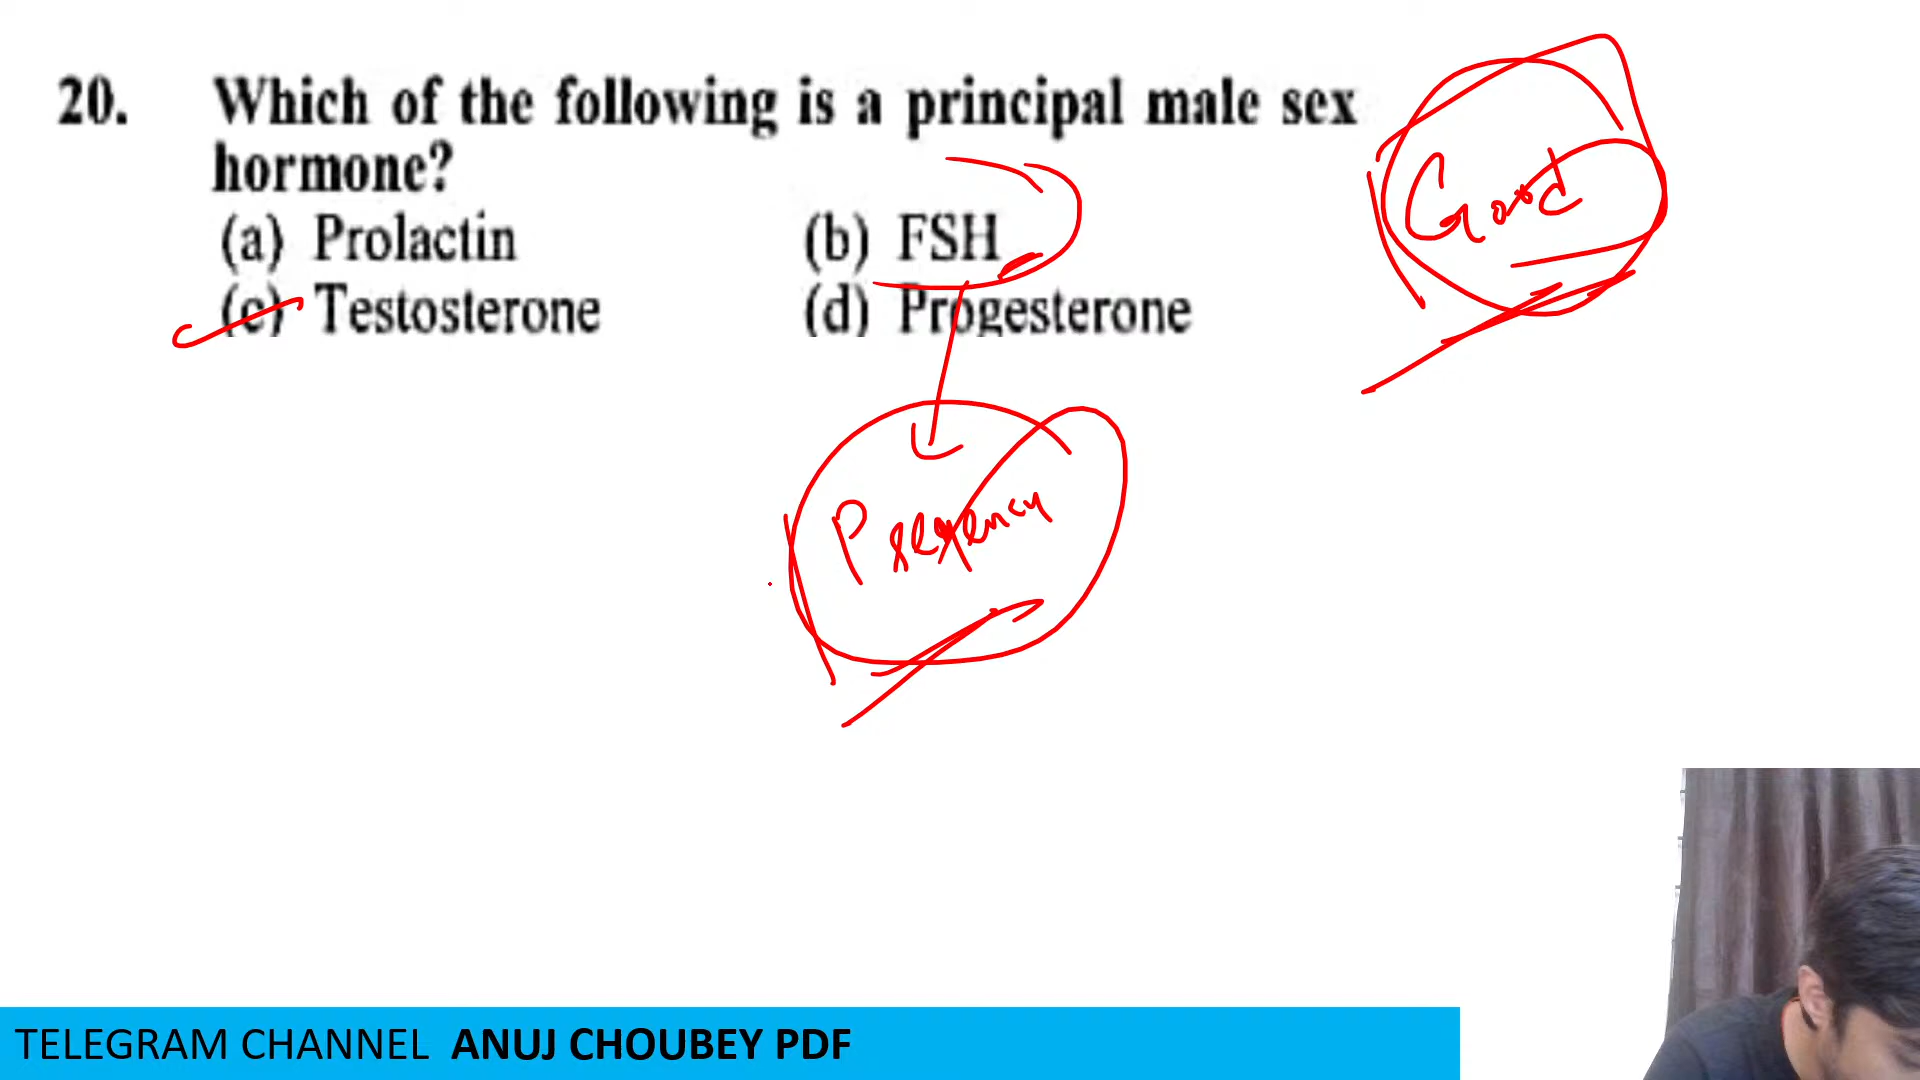 20. Which of the following is a principal male sex
hormone?
(a) Prolactin (b) FSH
(c) Testosterone (d) Progesterone
Good
Pregency
TELEGRAM CHANNEL ANUJ CHOUBEY PDF